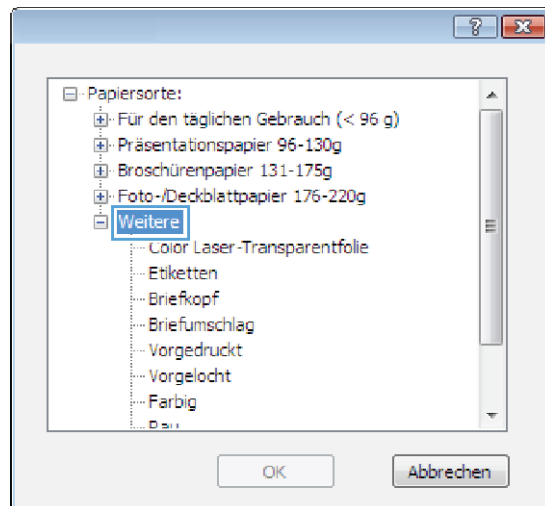 Papiersorte:
Für den täglichen Gebrauch (< 96 g)
Präsentationspapier 96-130g
Broschürenpapier 131-175g
Foto-/Deckblattpapier 176-220g
Weitere
Color Laser-Transparentfolie
Etiketten
Briefkopf
Briefumschlag
Vorgedruckt
Vorgelocht
Farbig
OK Abbrechen